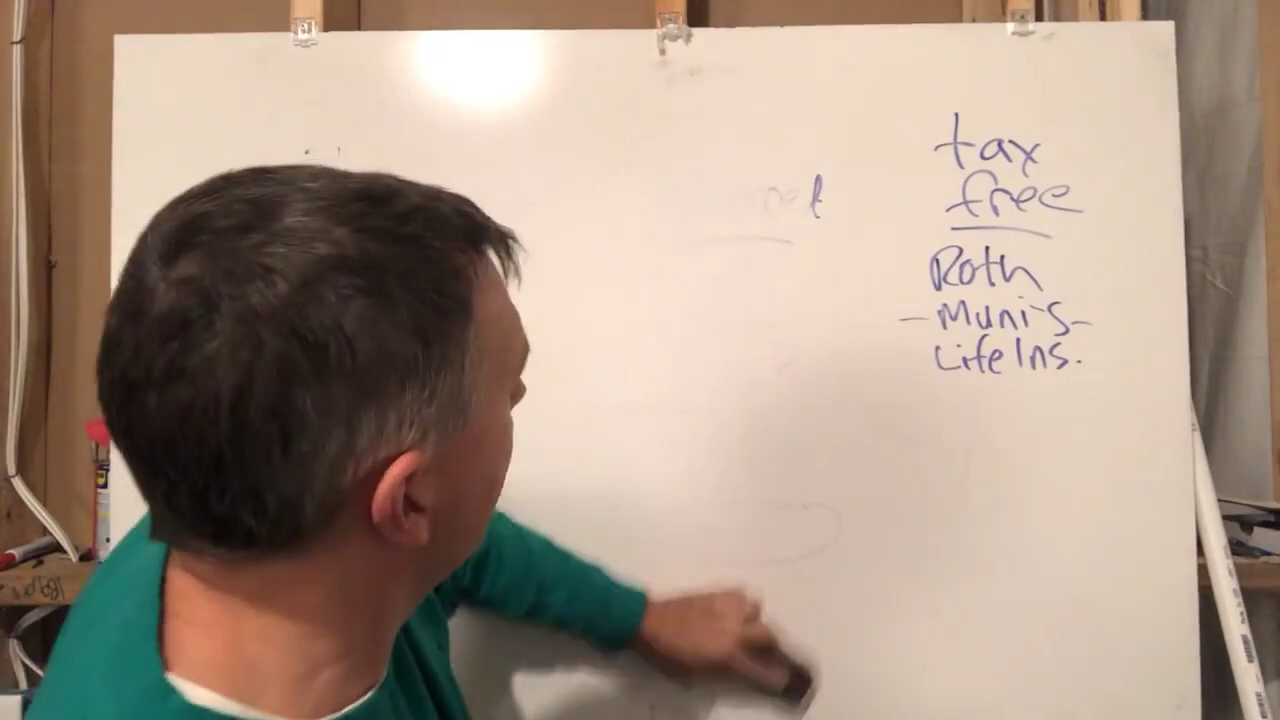 tax
free
Roth
-Muni's-
Life Ins.